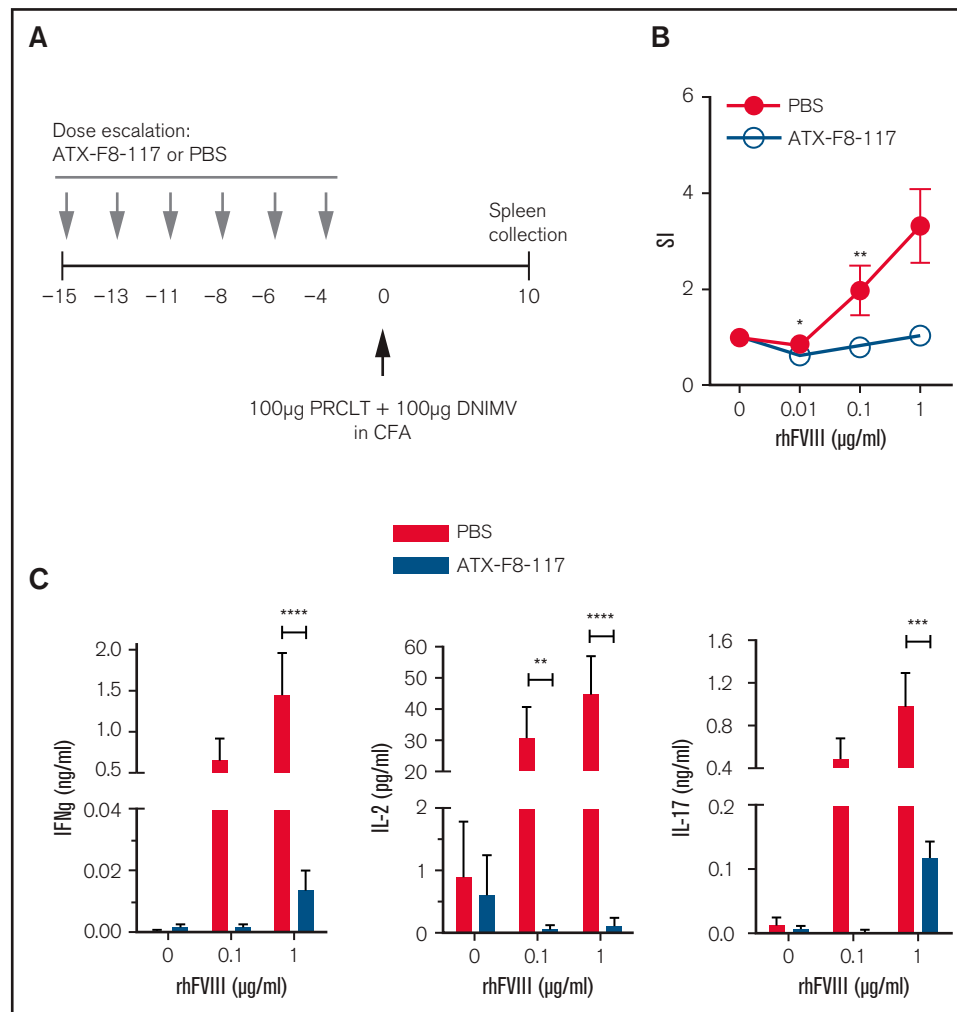 A
Dose escalation:
ATX-F8-117 or PBS
Spleen
collection
−15 −13 −11 −8 −6 −4 0 10
100µg PRCLT + 100µg DNIMV
in CFA
B
PBS
ATX-F8-117
6
4
2
0
SI
*
**
0 0.01 0.1 1
rhFVIII (µg/ml)
PBS
ATX-F8-117
C
IFNg (ng/ml)
2.0
1.5
1.0
0.5
0.04
0.02
0.00
****
0 0.1 1
rhFVIII (µg/ml)
IL-2 (pg/ml)
60
50
40
30
20
2
1
0
**
****
0 0.1 1
rhFVIII (µg/ml)
IL-17 (ng/ml)
1.6
1.2
0.8
0.4
0.2
0.1
0.0
***
0 0.1 1
rhFVIII (µg/ml)